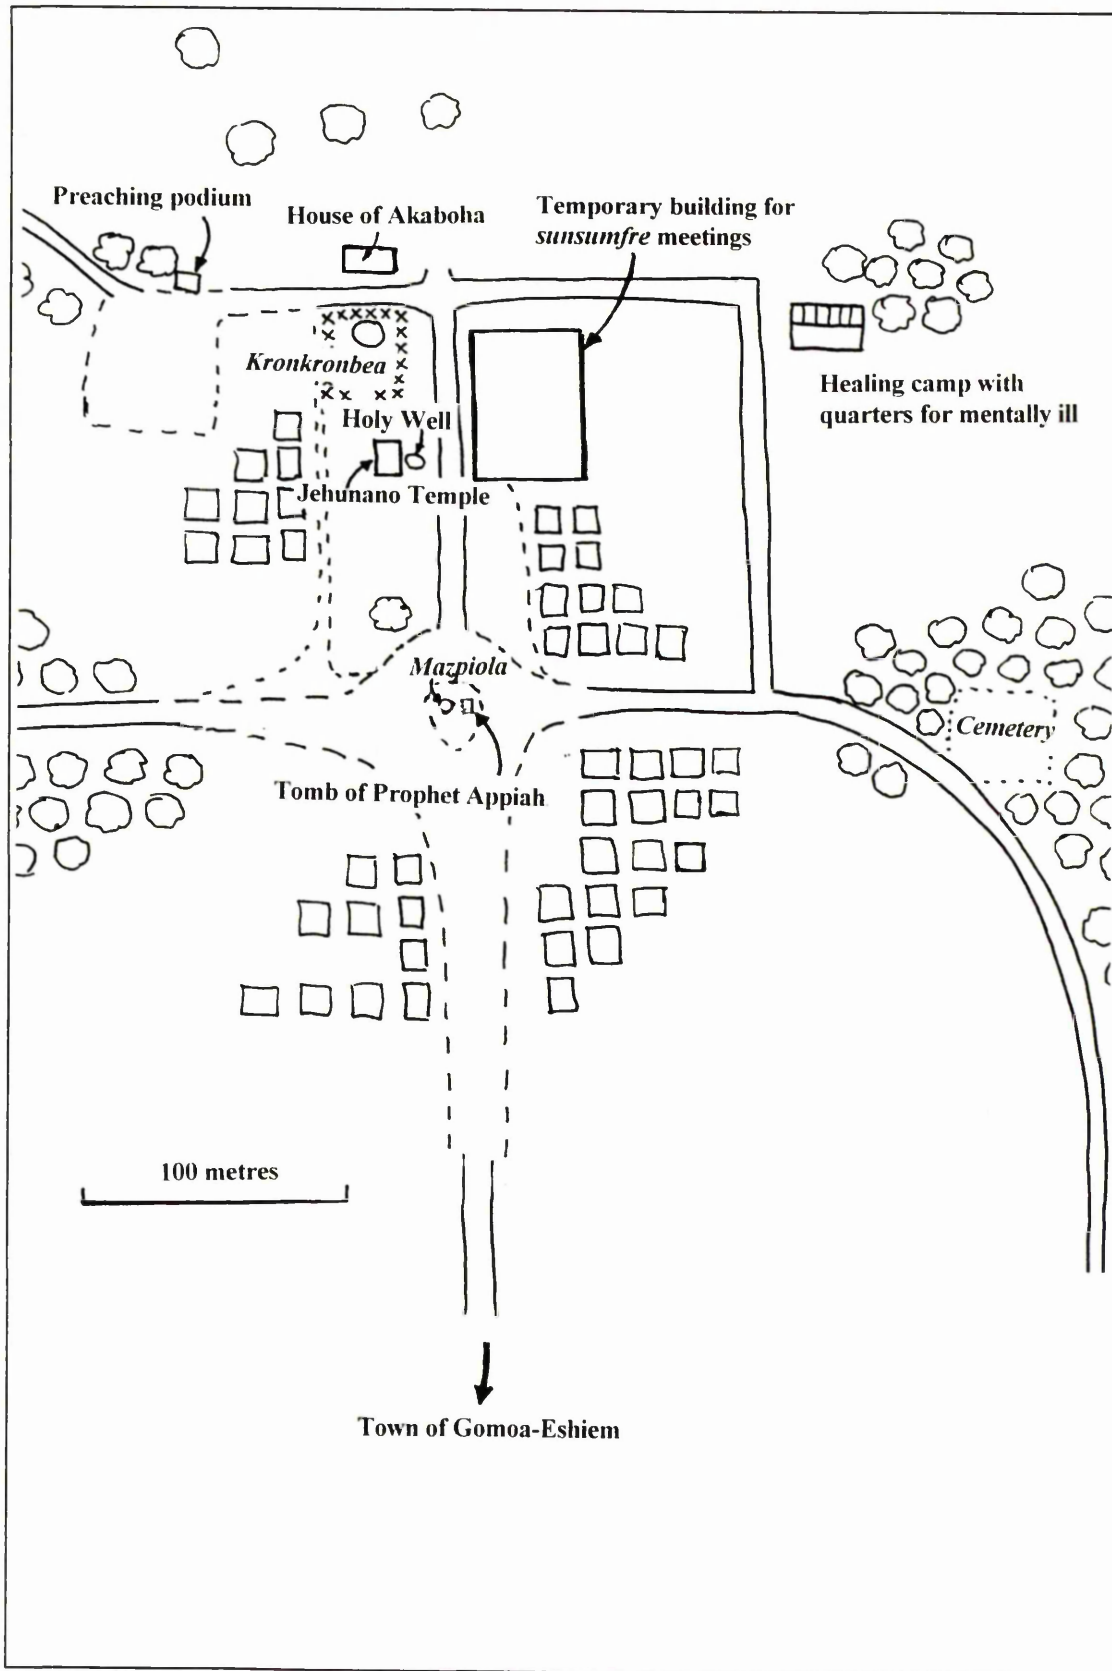 Preaching podium
House of Akaboha
Temporary building for
sunsumfre meetings
Kronkronbea
Healing camp with
quarters for mentally ill
Holy Well
Jehunano Temple
Mazpiola
Cemetery
Tomb of Prophet Appiah
100 metres
Town of Gomoa-Eshiem